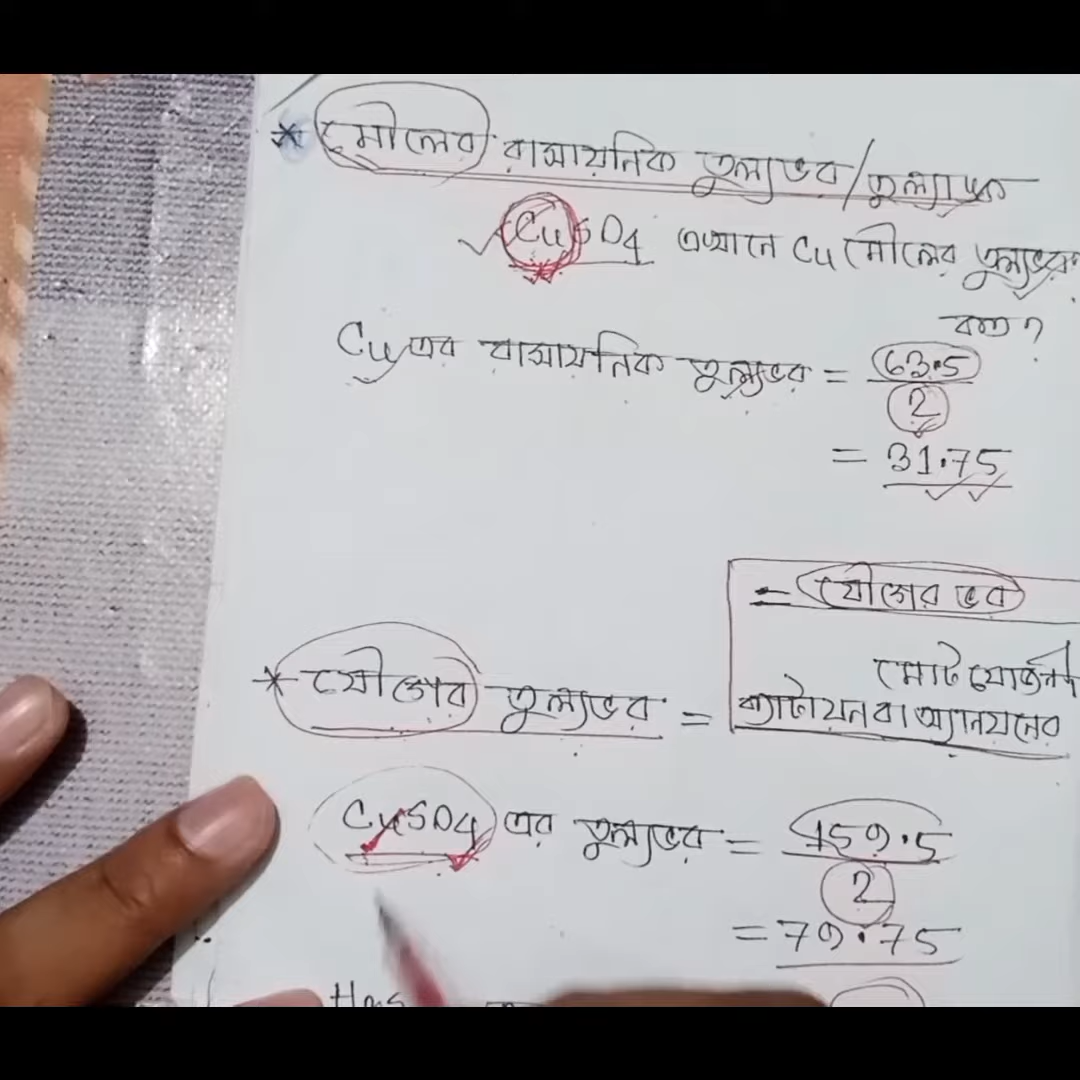 * মৌলের রাসায়নিক তুল্যভর/তুল্যাঙ্ক
CuSO4 এখানে Cu মৌলের তুল্যভর
কত?
Cu এর রাসায়নিক তুল্যভর = 63.5
2
= 31.75
= যৌগের ভর
মোট যোজনী
ক্যাটায়ন বা অ্যানায়নের
* যৌগের তুল্যভর =
CuSO4 এর তুল্যভর = 159.5
2
= 79.75